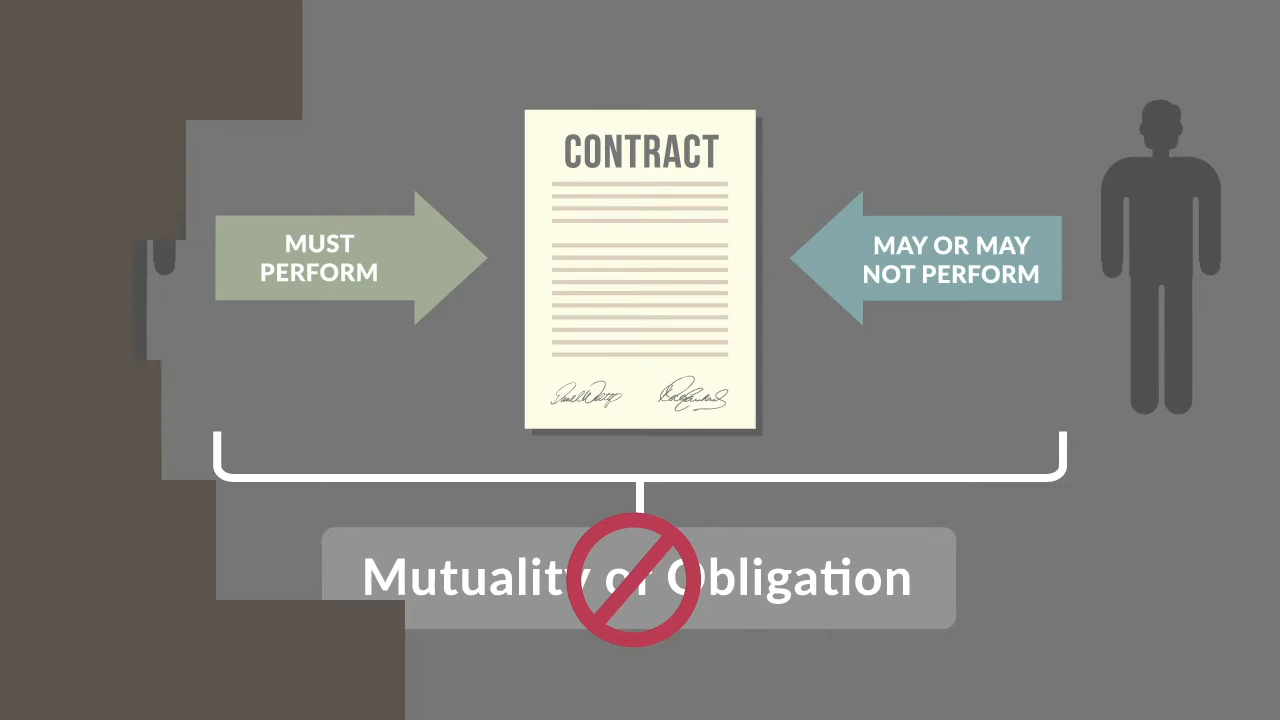 CONTRACT
MUST
PERFORM
MAY OR MAY
NOT PERFORM
Mutuality of Obligation